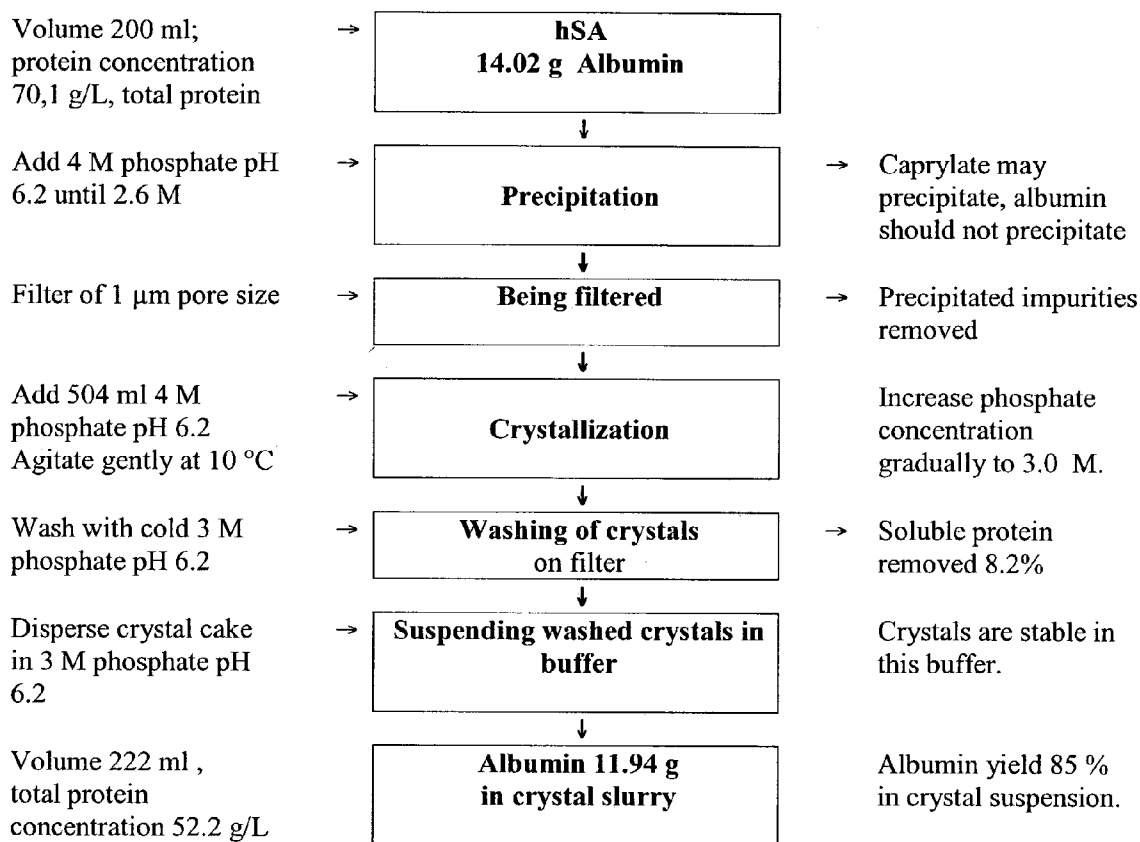 Volume 200 ml;
protein concentration
70,1 g/L, total protein
→
hSA
14.02 g Albumin
↓
Add 4 M phosphate pH
6.2 until 2.6 M
→
Precipitation
→
Caprylate may
precipitate, albumin
should not precipitate
↓
Filter of 1 μm pore size
→
Being filtered
→
Precipitated impurities
removed
↓
Add 504 ml 4 M
phosphate pH 6.2
Agitate gently at 10 °C
→
Crystallization
Increase phosphate
concentration
gradually to 3.0 M.
↓
Wash with cold 3 M
phosphate pH 6.2
→
Washing of crystals
on filter
→
Soluble protein
removed 8.2%
↓
Disperse crystal cake
in 3 M phosphate pH
6.2
→
Suspending washed crystals in
buffer
Crystals are stable in
this buffer.
↓
Volume 222 ml ,
total protein
concentration 52.2 g/L
Albumin 11.94 g
in crystal slurry
Albumin yield 85 %
in crystal suspension.